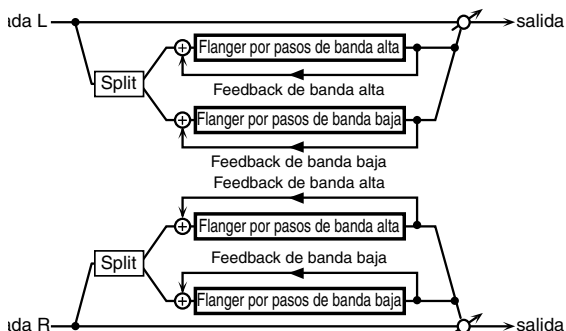 ada L
salida
Flanger por pasos de banda alta
Feedback de banda alta
Split
Flanger por pasos de banda baja
Feedback de banda baja
Feedback de banda alta
Flanger por pasos de banda alta
Split
Feedback de banda baja
Flanger por pasos de banda baja
ada R
salida